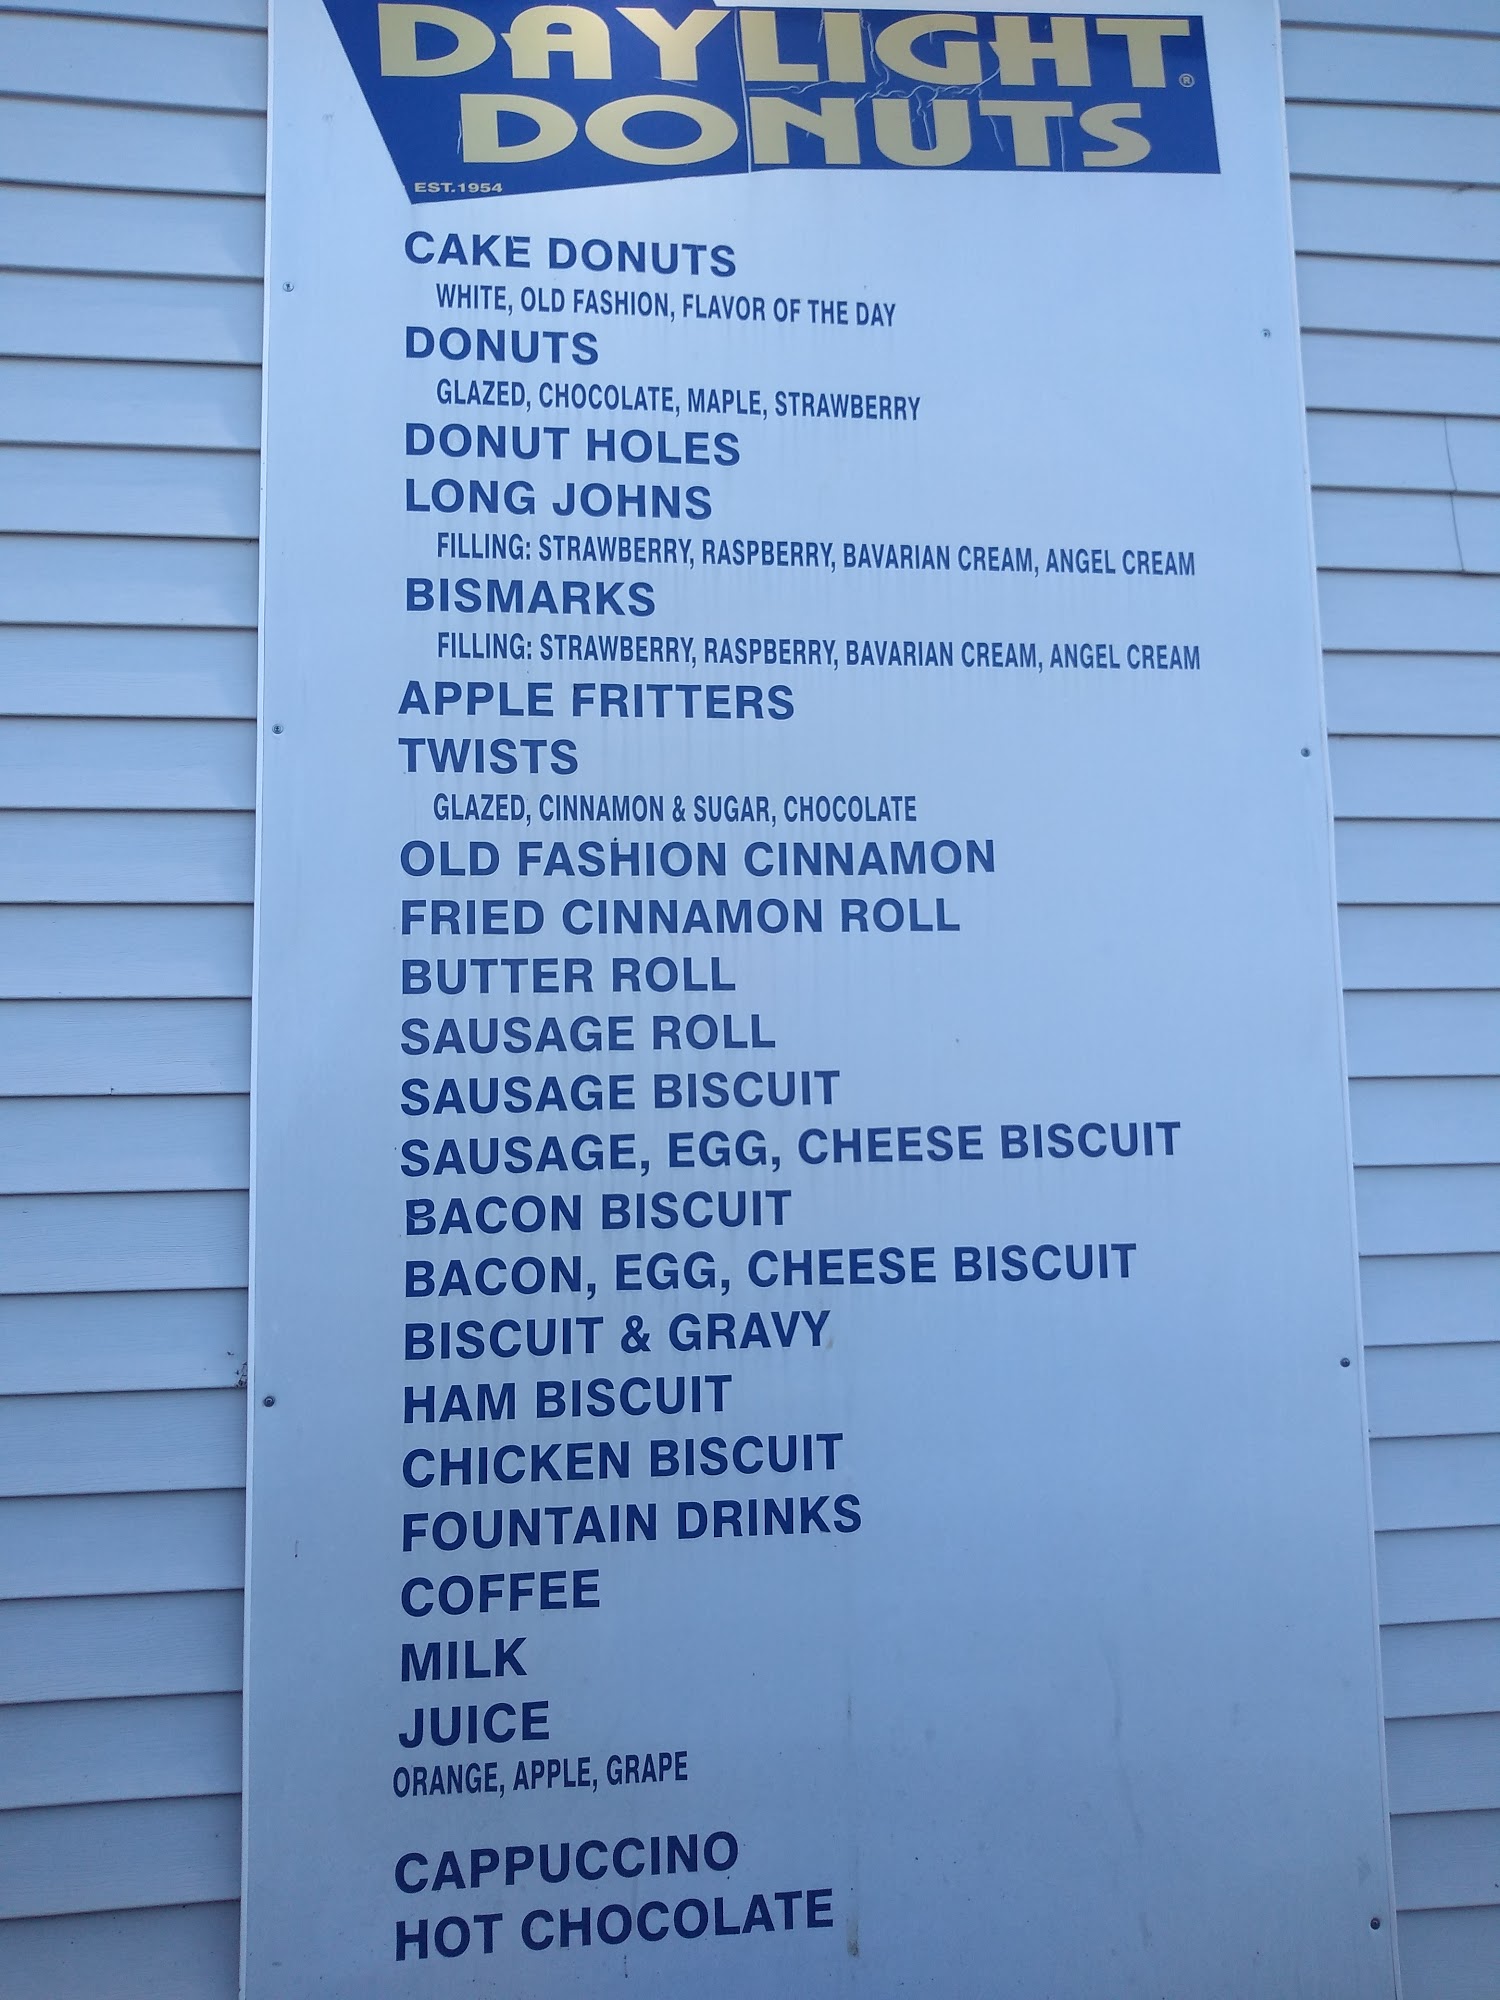 DAYLIGHT®
DONUTS
EST.1954
CAKE DONUTS
WHITE, OLD FASHION, FLAVOR OF THE DAY
DONUTS
GLAZED, CHOCOLATE, MAPLE, STRAWBERRY
DONUT HOLES
LONG JOHNS
FILLING: STRAWBERRY, RASPBERRY, BAVARIAN CREAM, ANGEL CREAM
BISMARKS
FILLING: STRAWBERRY, RASPBERRY, BAVARIAN CREAM, ANGEL CREAM
APPLE FRITTERS
TWISTS
GLAZED, CINNAMON & SUGAR, CHOCOLATE
OLD FASHION CINNAMON
FRIED CINNAMON ROLL
BUTTER ROLL
SAUSAGE ROLL
SAUSAGE BISCUIT
SAUSAGE, EGG, CHEESE BISCUIT
BACON BISCUIT
BACON, EGG, CHEESE BISCUIT
BISCUIT & GRAVY
HAM BISCUIT
CHICKEN BISCUIT
FOUNTAIN DRINKS
COFFEE
MILK
JUICE
ORANGE, APPLE, GRAPE
CAPPUCCINO
HOT CHOCOLATE